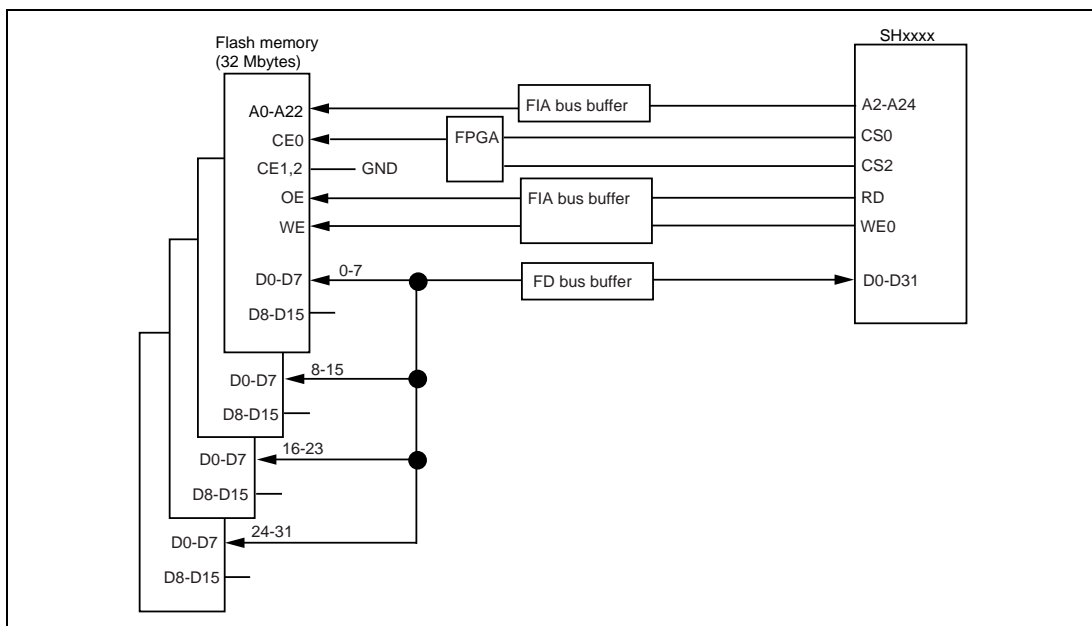 Flash memory
(32 Mbytes)
SHxxxx
A0-A22
FIA bus buffer
A2-A24
CE0
FPGA
CS0
CE1,2
GND
CS2
OE
FIA bus buffer
RD
WE
WE0
D0-D7
0-7
FD bus buffer
D0-D31
D8-D15
D0-D7
8-15
D8-D15
D0-D7
16-23
D8-D15
D0-D7
24-31
D8-D15